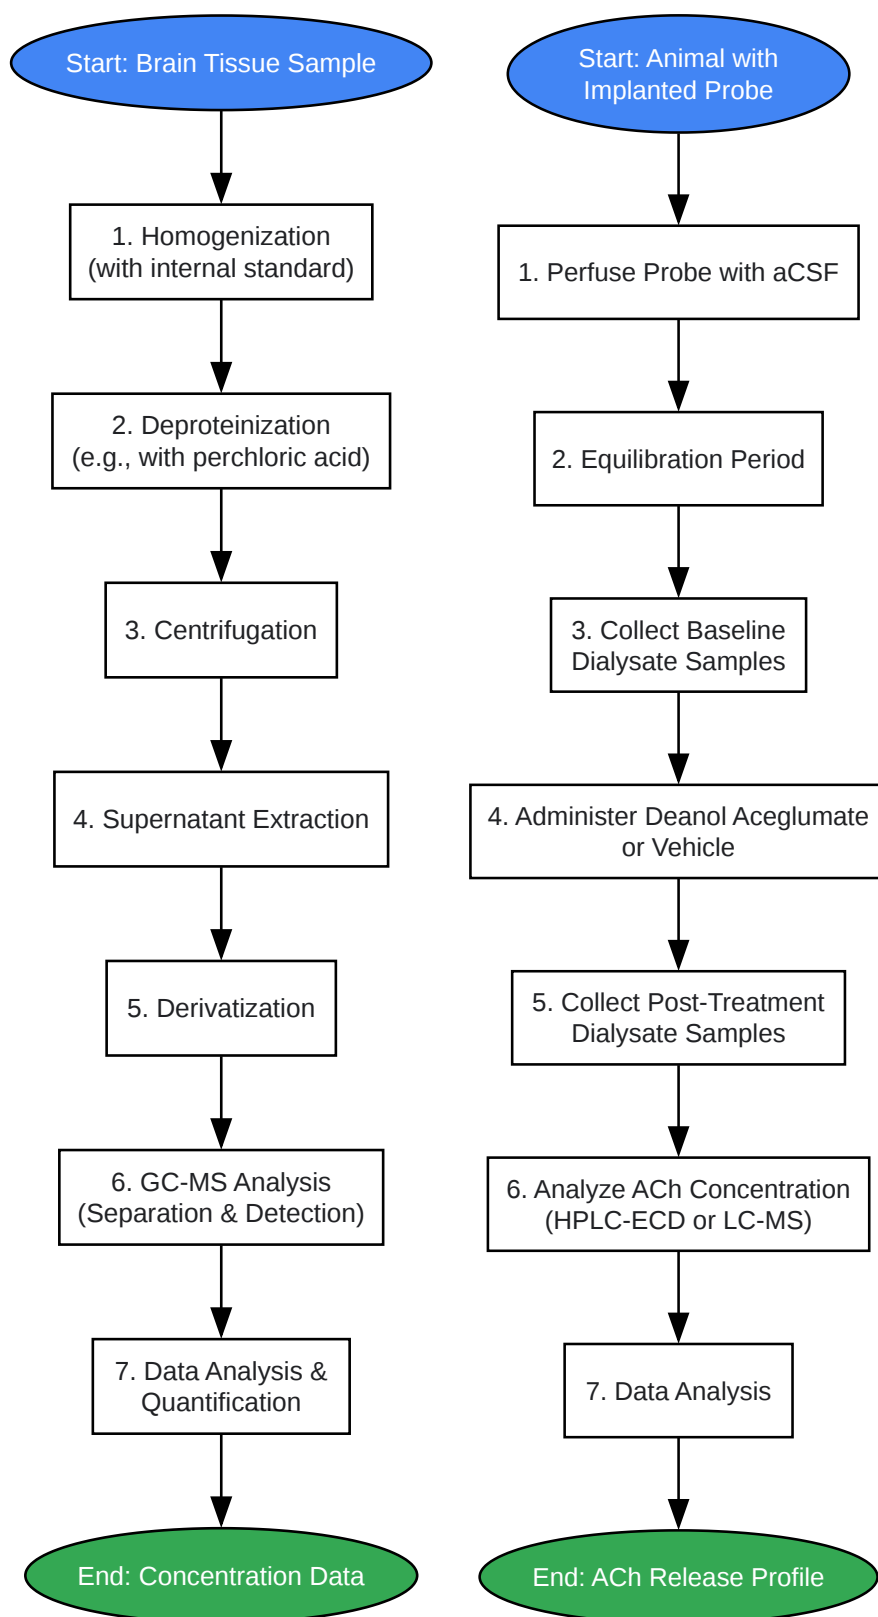 Start: Brain Tissue Sample
1. Homogenization
(with internal standard)
2. Deproteinization
(e.g., with perchloric acid)
3. Centrifugation
4. Supernatant Extraction
5. Derivatization
6. GC-MS Analysis
(Separation & Detection)
7. Data Analysis &
Quantification
End: Concentration Data
Start: Animal with
Implanted Probe
1. Perfuse Probe with aCSF
2. Equilibration Period
3. Collect Baseline
Dialysate Samples
4. Administer Deanol Aceglumate
or Vehicle
5. Collect Post-Treatment
Dialysate Samples
6. Analyze ACh Concentration
(HPLC-ECD or LC-MS)
7. Data Analysis
End: ACh Release Profile